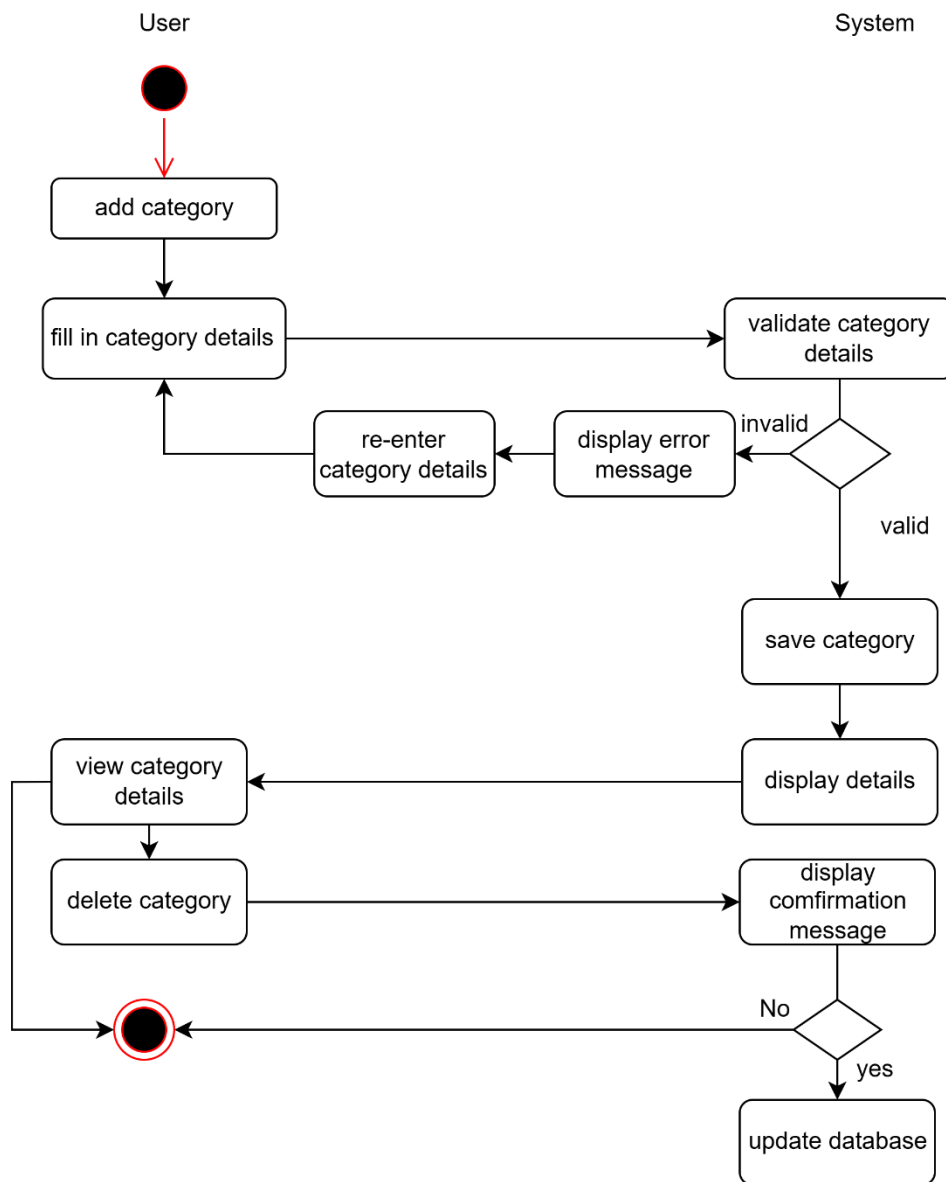 User
System
add category
fill in category details
validate category
details
invalid
re-enter
category details
display error
message
valid
save category
view category
details
display details
delete category
display
comfirmation
message
No
yes
update database